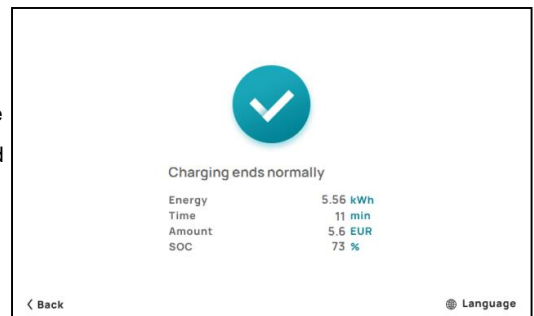 Charging ends normally
Energy 5.56 kWh
Time 11 min
Amount 5.6 EUR
SOC 73 %
< Back Language